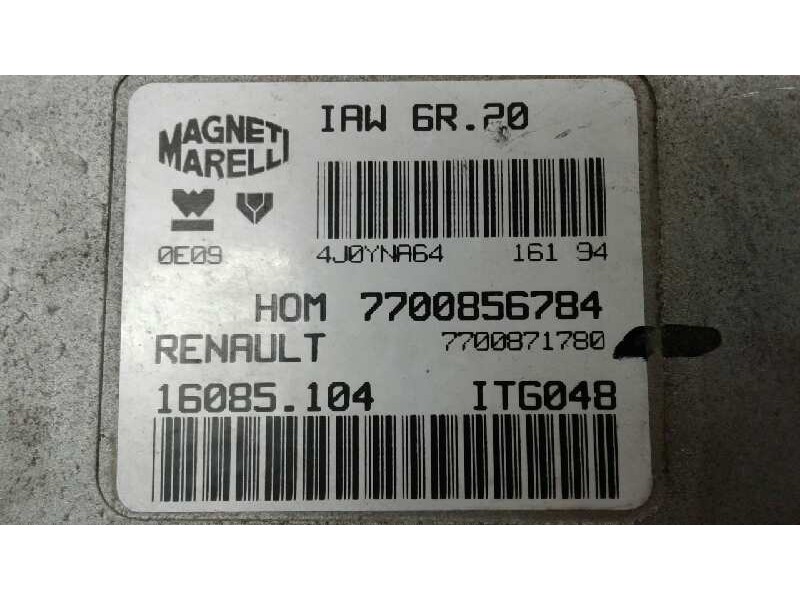 MAGNETI MARELLI
IAW 6R.20
0E09 4J0YNA64 161 94
HOM 7700856784
RENAULT 7700871780
16085.104 ITG048